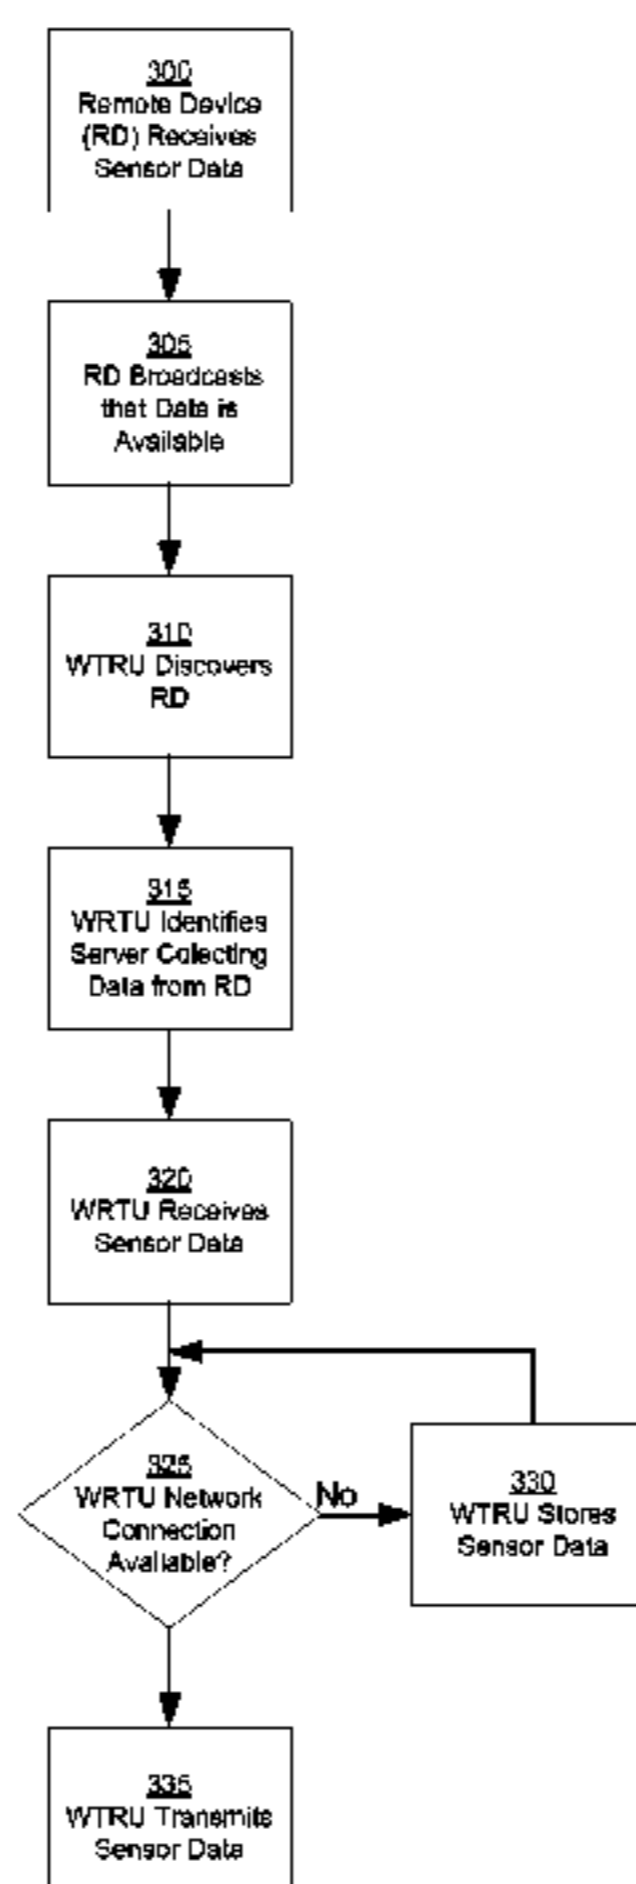 300
Remote Device
(RD) Receives
Sensor Data
305
RD Broadcasts
that Data is
Available
310
WTRU Discovers
RD
315
WRTU Identifies
Server Colecting
Data from RD
320
WRTU Receives
Sensor Data
325
WRTU Network
Connection
Available?
No
330
WTRU Stores
Sensor Data
335
WTRU Transmits
Sensor Data